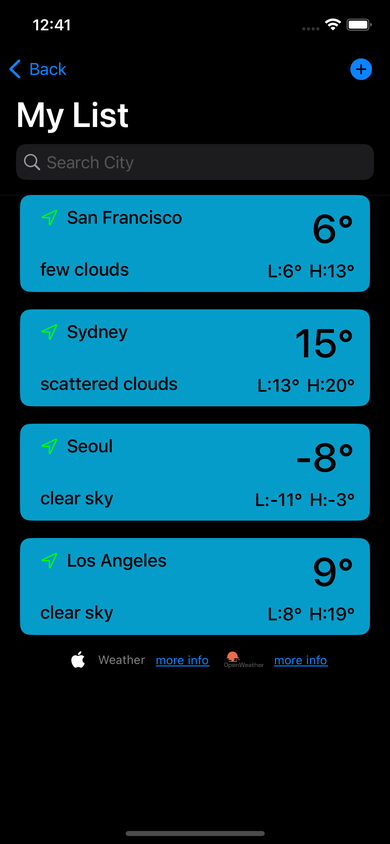 12:41
Back
My List
Search City
San Francisco
6°
few clouds
L:6° H:13°
Sydney
15°
scattered clouds
L:13° H:20°
Seoul
-8°
clear sky
L:-11° H:-3°
Los Angeles
9°
clear sky
L:8° H:19°
Weather more info OpenWeather more info